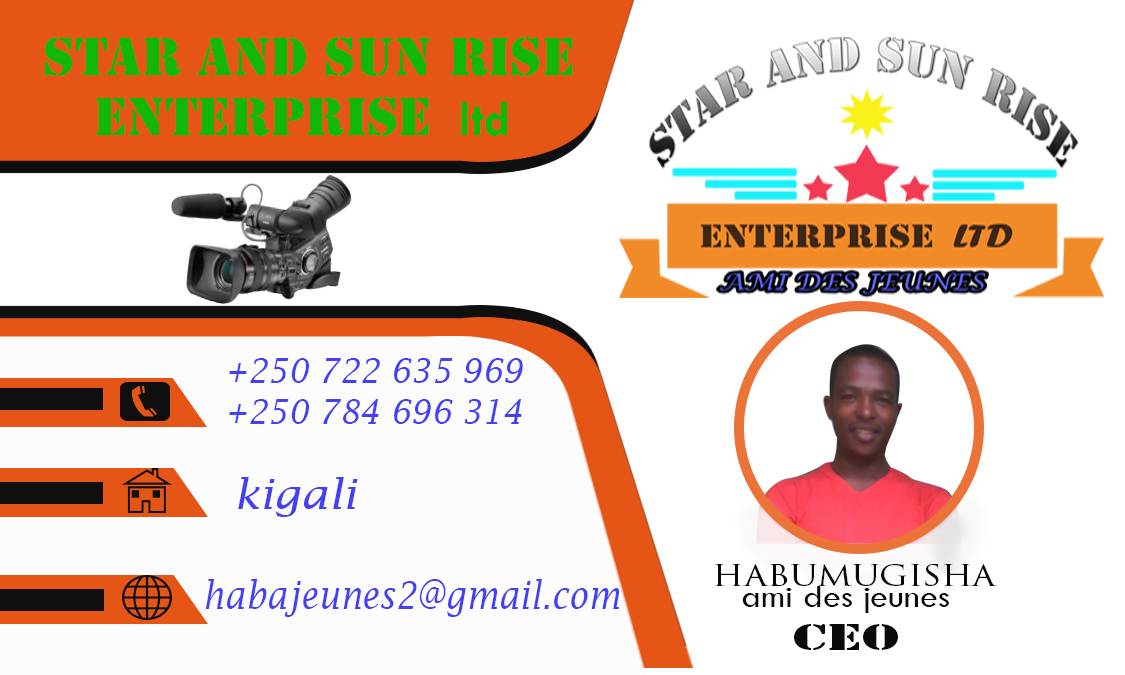 STAR AND SUN RISE
ENTERPRISE ltd
+250 722 635 969
+250 784 696 314
kigali
habajeunes2@gmail.com
STAR AND SUN RISE
ENTERPRISE LTD
AMI DES JEUNES
HABUMUGISHA
ami des jeunes
CEO